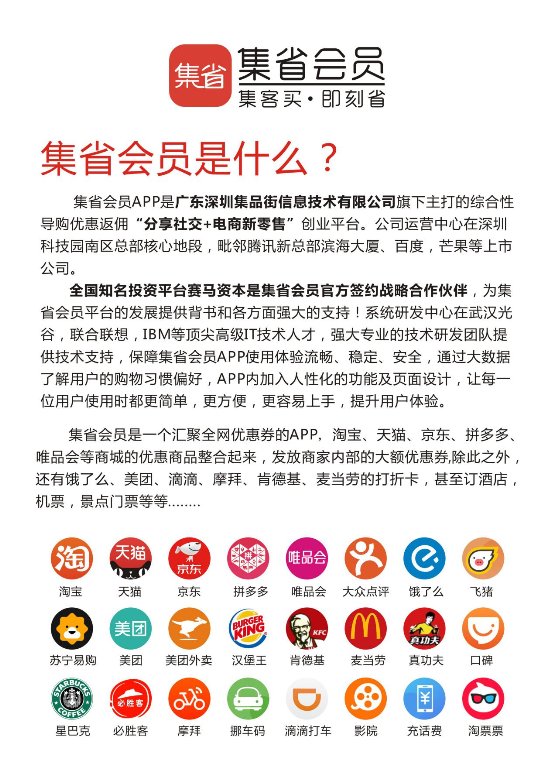 集省
集省会员
集客买·即刻省
集省会员是什么？
集省会员APP是广东深圳集品街信息技术有限公司旗下主打的综合性
导购优惠返佣“分享社交+电商新零售”创业平台。公司运营中心在深圳
科技园南区总部核心地段，毗邻腾讯新总部滨海大厦、百度，芒果等上市
公司。
全国知名投资平台赛马资本是集省会员官方签约战略合作伙伴，为集
省会员平台的发展提供背书和各方面强大的支持！系统研发中心在武汉光
谷，联合联想，IBM等顶尖高级IT技术人才，强大专业的技术研发团队提
供技术支持，保障集省会员APP使用体验流畅、稳定、安全，通过大数据
了解用户的购物习惯偏好，APP内加入人性化的功能及页面设计，让每一
位用户使用时都更简单，更方便，更容易上手，提升用户体验。
集省会员是一个汇聚全网优惠券的APP，淘宝、天猫、京东、拼多多、
唯品会等商城的优惠商品整合起来，发放商家内部的大额优惠券,除此之外，
还有饿了么、美团、滴滴、摩拜、肯德基、麦当劳的打折卡，甚至订酒店，
机票，景点门票等等........
淘 天猫 京东 唯品会
淘宝 天猫 京东 拼多多 唯品会 大众点评 饿了么 飞猪
美团 BURGER KING KFC 真功夫
苏宁易购 美团 美团外卖 汉堡王 肯德基 麦当劳 真功夫 口碑
STARBUCKS COFFEE 必胜客
星巴克 必胜客 摩拜 挪车码 滴滴打车 影院 充话费 淘票票